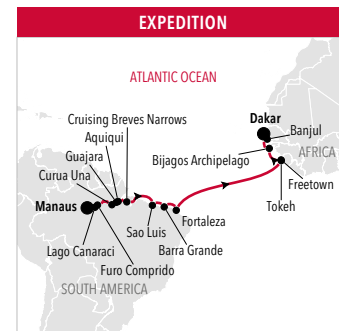 EXPEDITION
ATLANTIC OCEAN
Cruising Breves Narrows
Aquiqui
Guajara
Curua Una
Manaus
Lago Canaraci
Furo Comprido
SOUTH AMERICA
Sao Luis
Barra Grande
Fortaleza
Dakar
Banjul
Bijagos Archipelago
AFRICA
Freetown
Tokeh